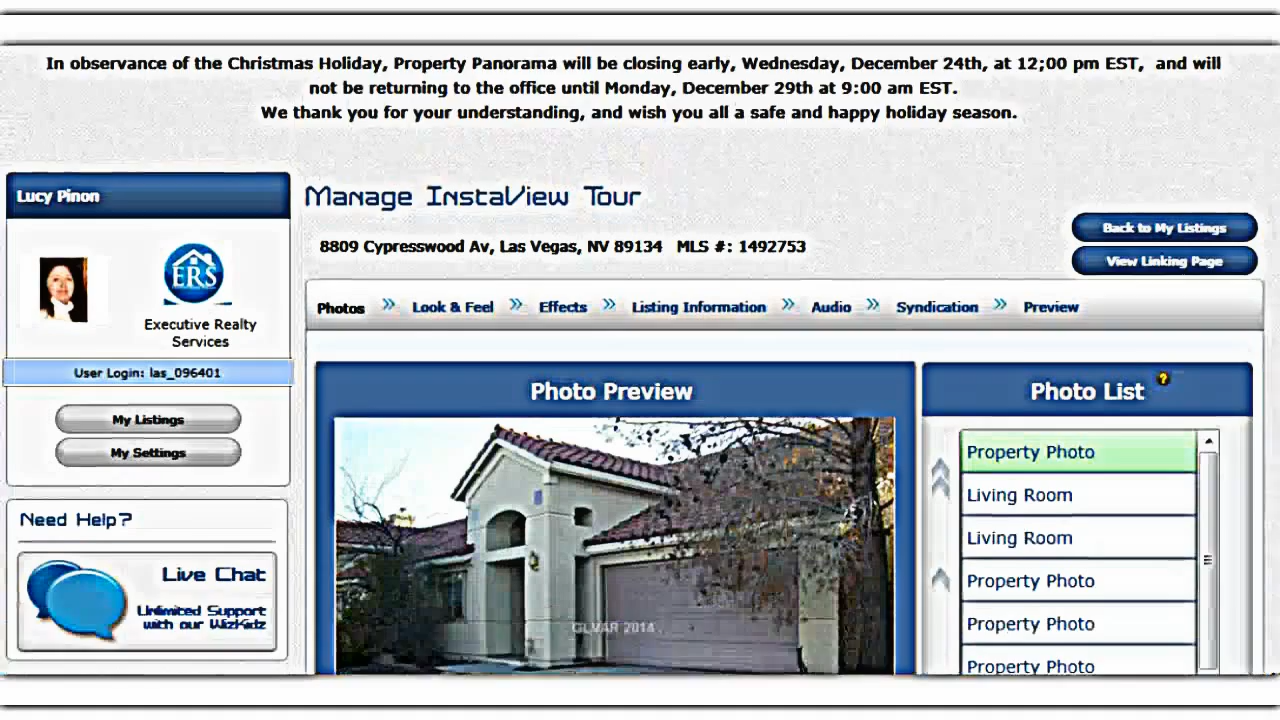 In observance of the Christmas Holiday, Property Panorama will be closing early, Wednesday, December 24th, at 12;00 pm EST, and will
not be returning to the office until Monday, December 29th at 9:00 am EST.
We thank you for your understanding, and wish you all a safe and happy holiday season.
Lucy Pinon
ERS
Executive Realty
Services
User Login: las_096401
My Listings
My Settings
Need Help?
Live Chat
Unlimited Support
with our WizKidz
Manage InstaView Tour
8809 Cypresswood Av, Las Vegas, NV 89134 MLS #: 1492753
Back to My Listings
View Linking Page
Photos » Look & Feel » Effects » Listing Information » Audio » Syndication » Preview
Photo Preview
GLVAR 2014
Photo List ?
Property Photo
Living Room
Living Room
Property Photo
Property Photo
Property Photo